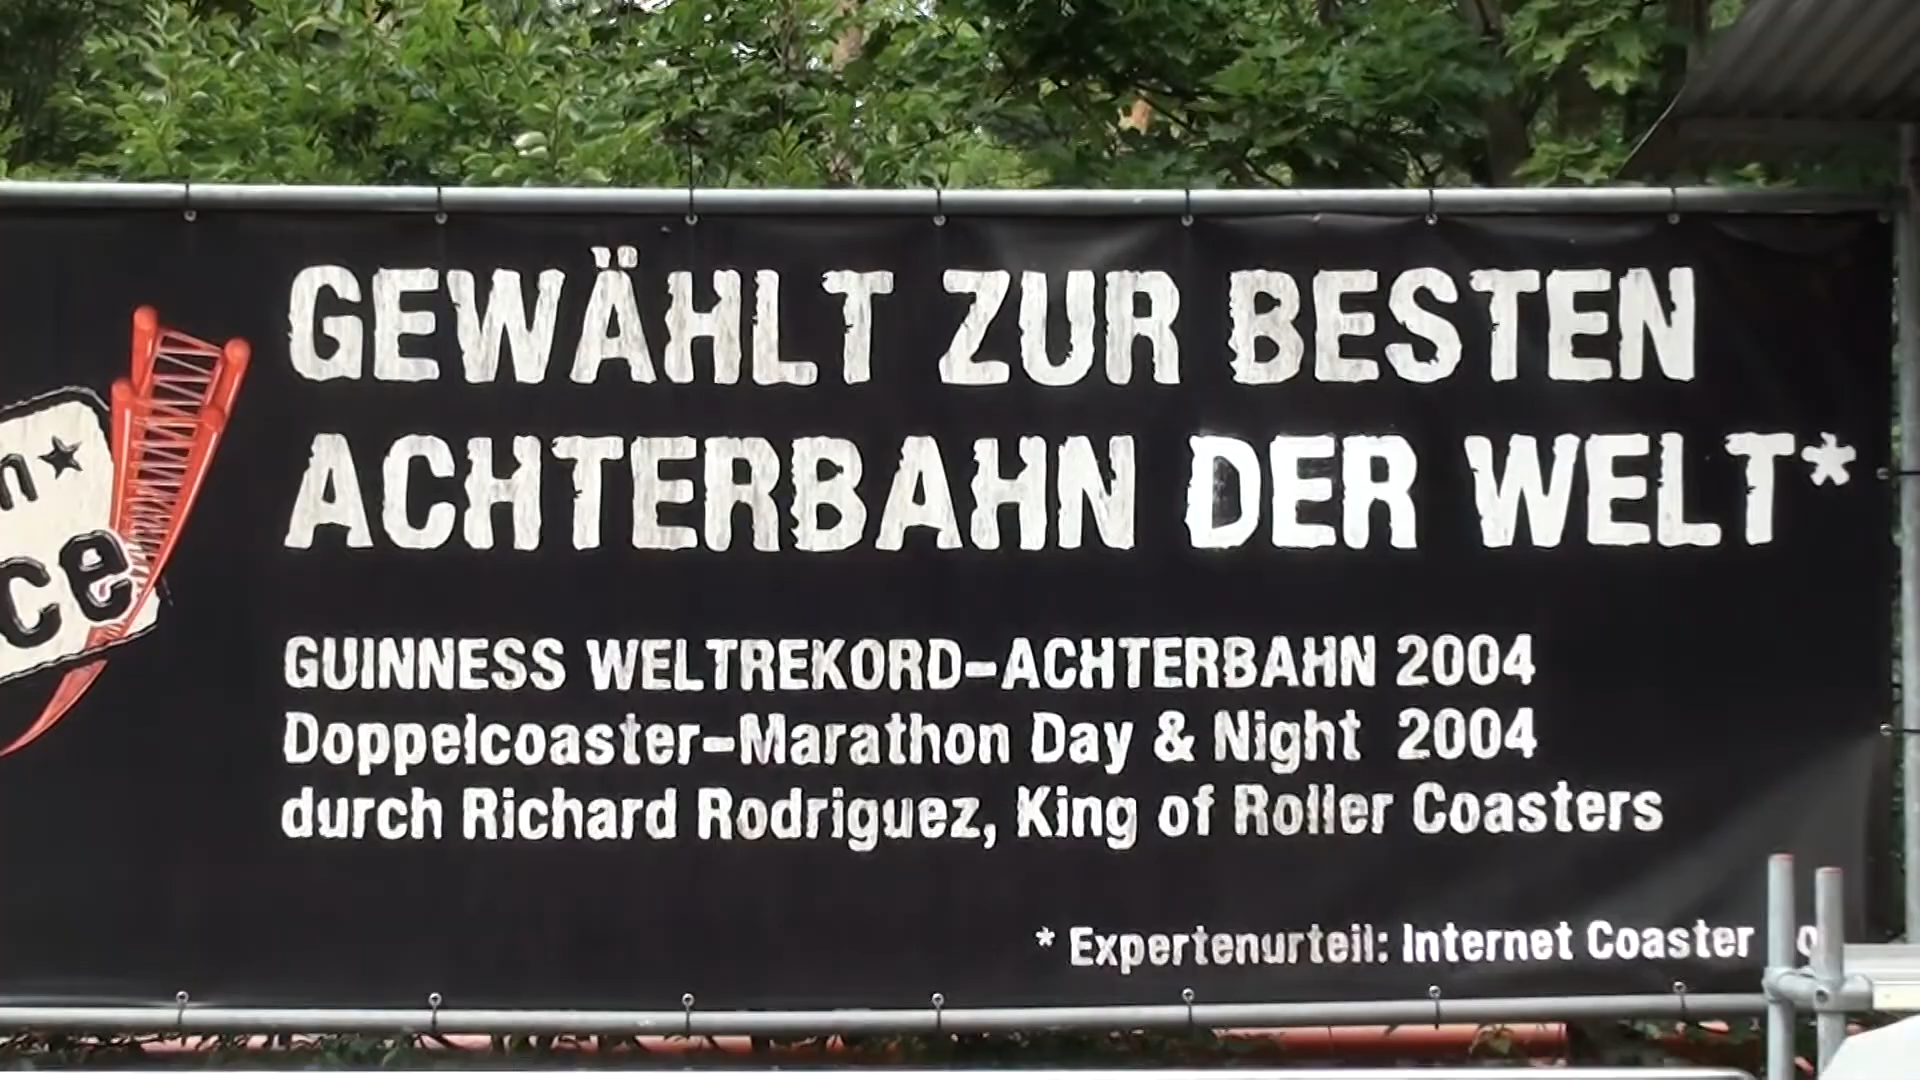 GEWÄHLT ZUR BESTEN
ACHTERBAHN DER WELT*
GUINNESS WELTREKORD-ACHTERBAHN 2004
Doppelcoaster-Marathon Day & Night 2004
durch Richard Rodriguez, King of Roller Coasters
* Expertenurteil: Internet Coaster